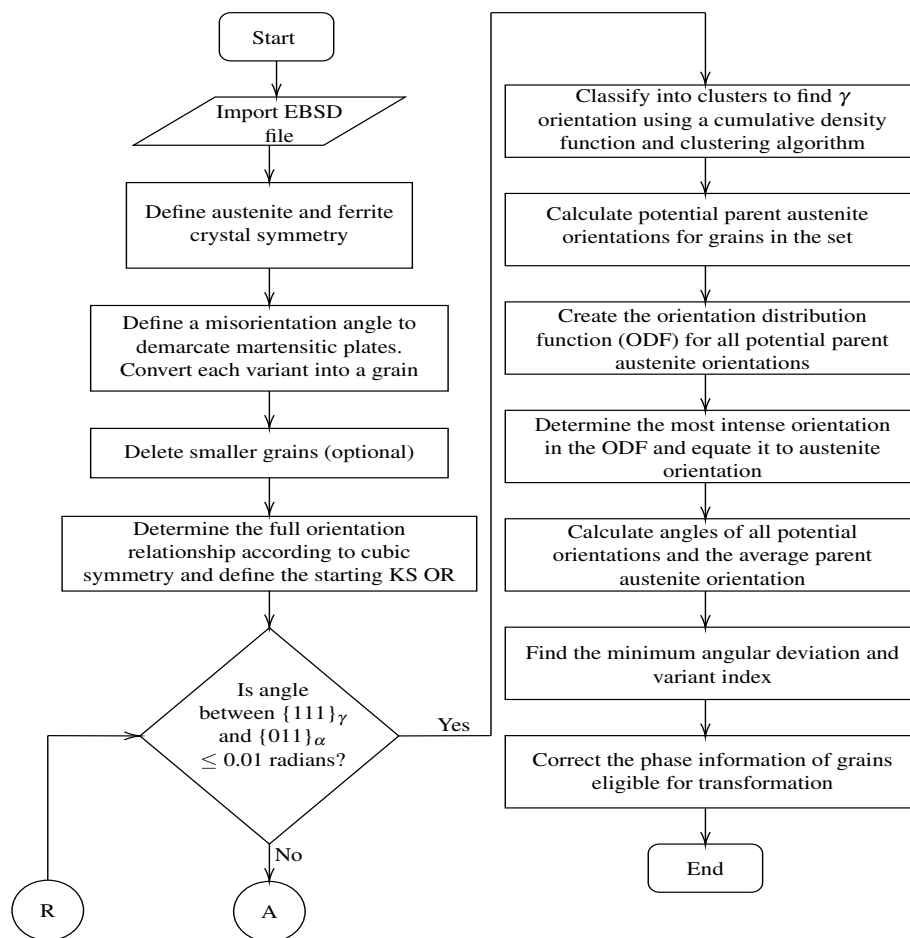 Start
Import EBSD
file
Define austenite and ferrite
crystal symmetry
Define a misorientation angle to
demarcate martensitic plates.
Convert each variant into a grain
Delete smaller grains (optional)
Determine the full orientation
relationship according to cubic
symmetry and define the starting KS OR
Is angle
between {111}γ
and {011}α
≤ 0.01 radians?
Yes
No
R
A
Classify into clusters to find γ
orientation using a cumulative density
function and clustering algorithm
Calculate potential parent austenite
orientations for grains in the set
Create the orientation distribution
function (ODF) for all potential parent
austenite orientations
Determine the most intense orientation
in the ODF and equate it to austenite
orientation
Calculate angles of all potential
orientations and the average parent
austenite orientation
Find the minimum angular deviation and
variant index
Correct the phase information of grains
eligible for transformation
End